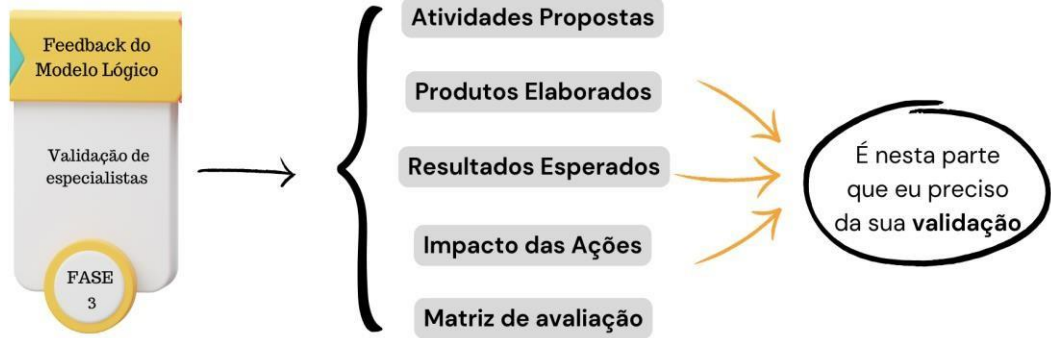 Feedback do
Modelo Lógico
Validação de
especialistas
FASE
3
Atividades Propostas
Produtos Elaborados
Resultados Esperados
Impacto das Ações
Matriz de avaliação
É nesta parte
que eu preciso
da sua validação